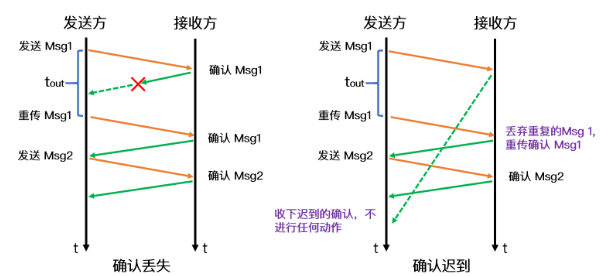 发送方
接收方
发送 Msg1
确认 Msg1
tout
重传 Msg1
确认 Msg1
发送 Msg2
确认 Msg2
t
t
确认丢失
发送方
接收方
发送 Msg1
tout
重传 Msg1
丢弃重复的Msg 1,
重传确认 Msg1
发送 Msg2
确认 Msg2
收下迟到的确认，不
进行任何动作
t
t
确认迟到